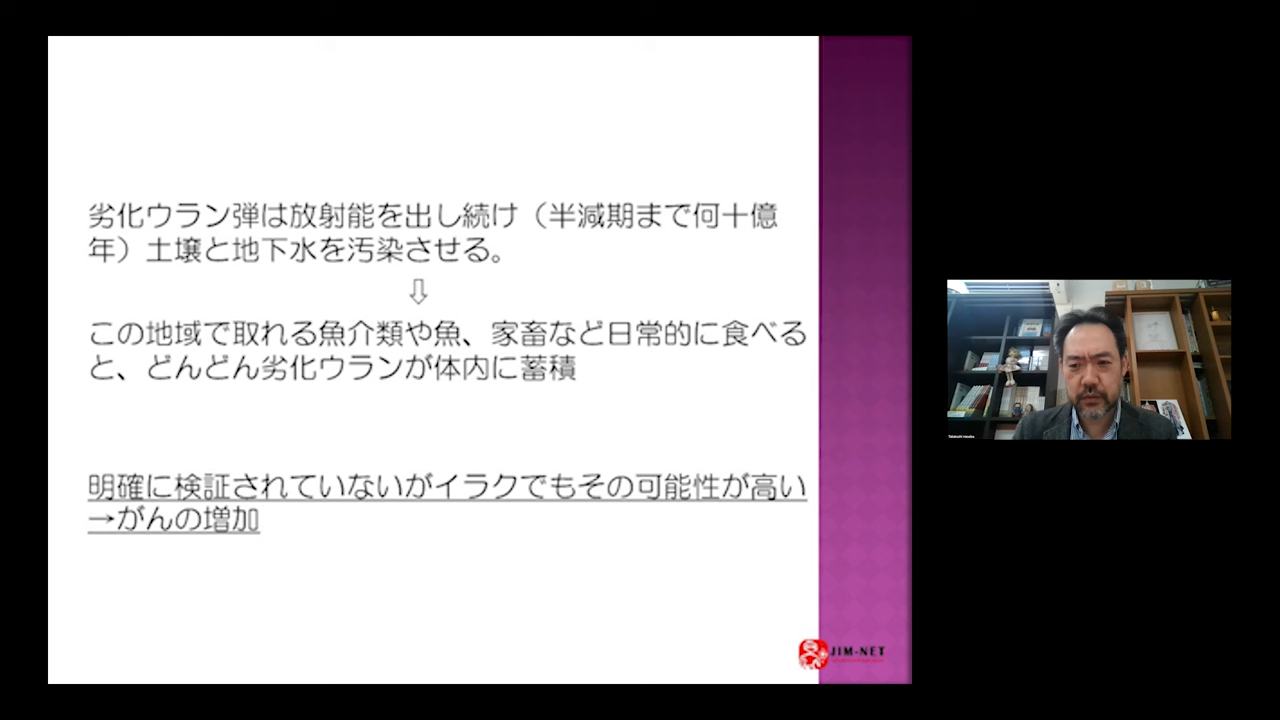 劣化ウラン弾は放射能を出し続け（半減期まで何十億
年）土壌と地下水を汚染させる。
⇩
この地域で取れる魚介類や魚、家畜など日常的に食べる
と、どんどん劣化ウランが体内に蓄積
明確に検証されていないがイラクでもその可能性が高い
→がんの増加
JIM-NET